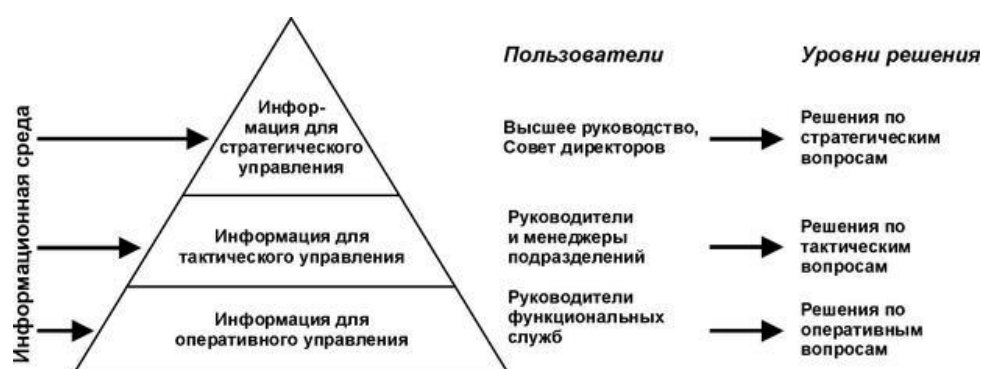 Пользователи
Уровни решения
Информационная среда
Инфор-
мация для
стратегического
управления
Высшее руководство,
Совет директоров
Решения по
стратегическим
вопросам
Информация для
тактического управления
Руководители
и менеджеры
подразделений
Решения по
тактическим
вопросам
Информация для
оперативного управления
Руководители
функциональных
служб
Решения по
оперативным
вопросам